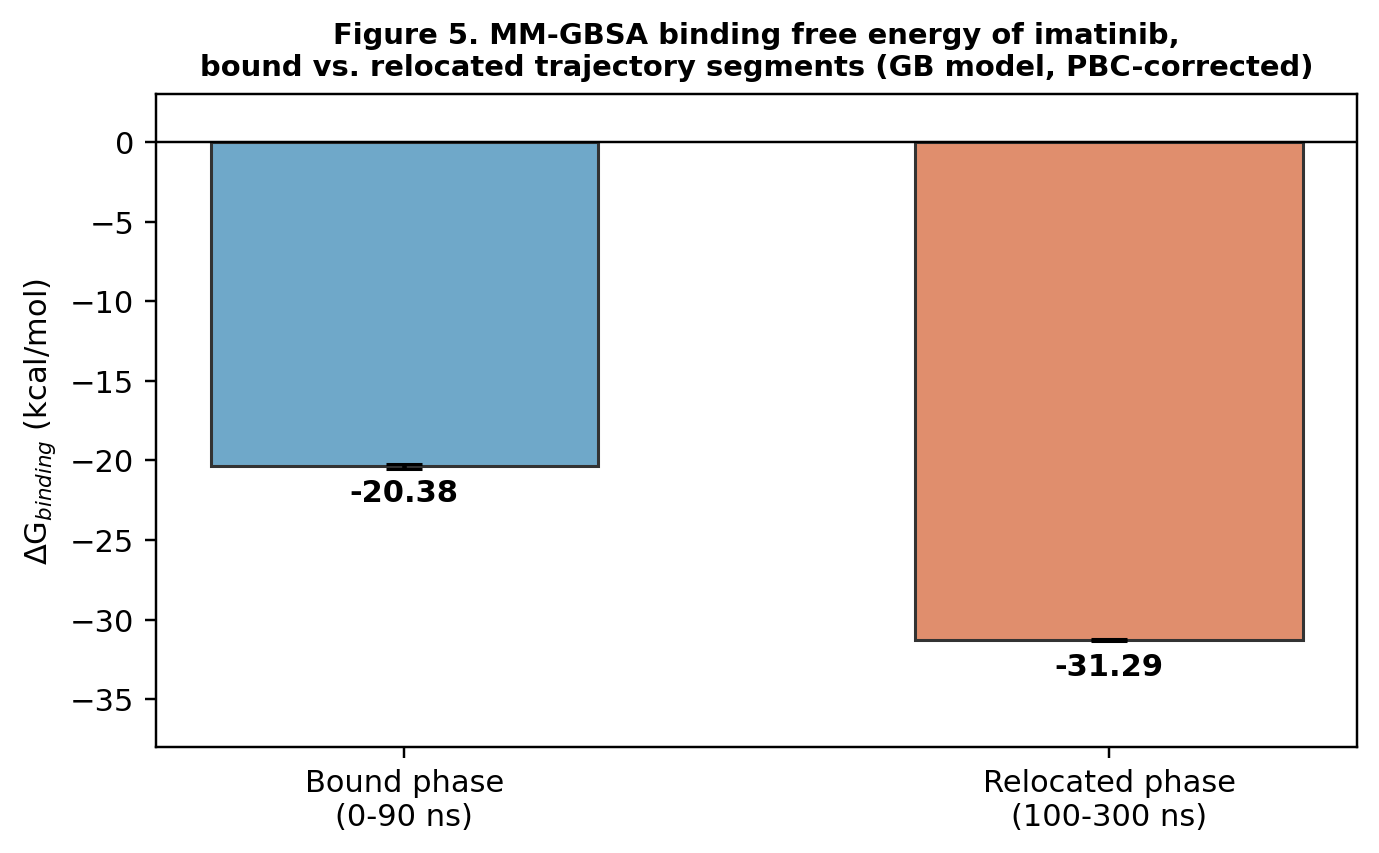 Figure 5. MM-GBSA binding free energy of imatinib,
bound vs. relocated trajectory segments (GB model, PBC-corrected)
ΔGbinding (kcal/mol)
0
−5
−10
−15
−20
−25
−30
−35
-20.38
-31.29
Bound phase
(0-90 ns)
Relocated phase
(100-300 ns)